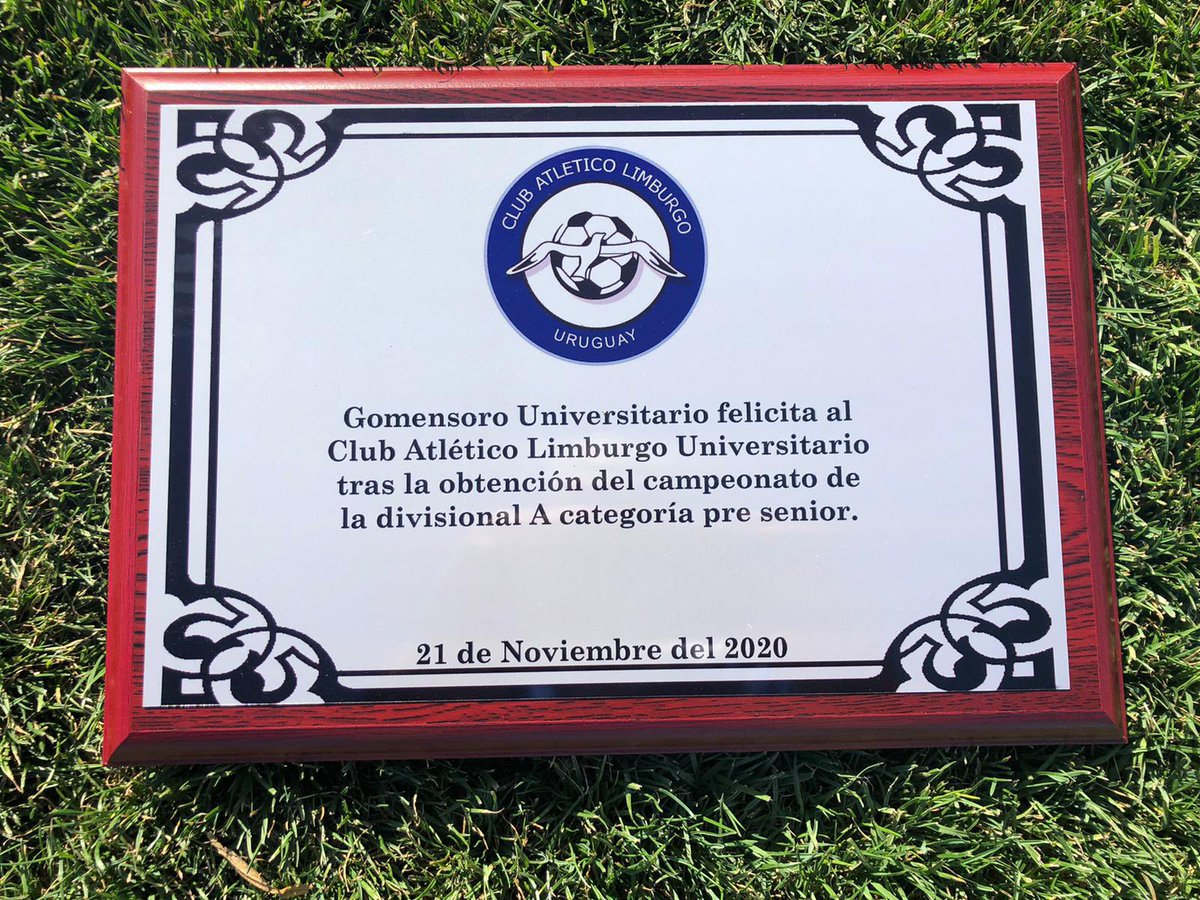 CLUB ATLETICO LIMBURGO
URUGUAY
Gomensoro Universitario felicita al
Club Atlético Limburgo Universitario
tras la obtención del campeonato de
la divisional A categoría pre senior.
21 de Noviembre del 2020